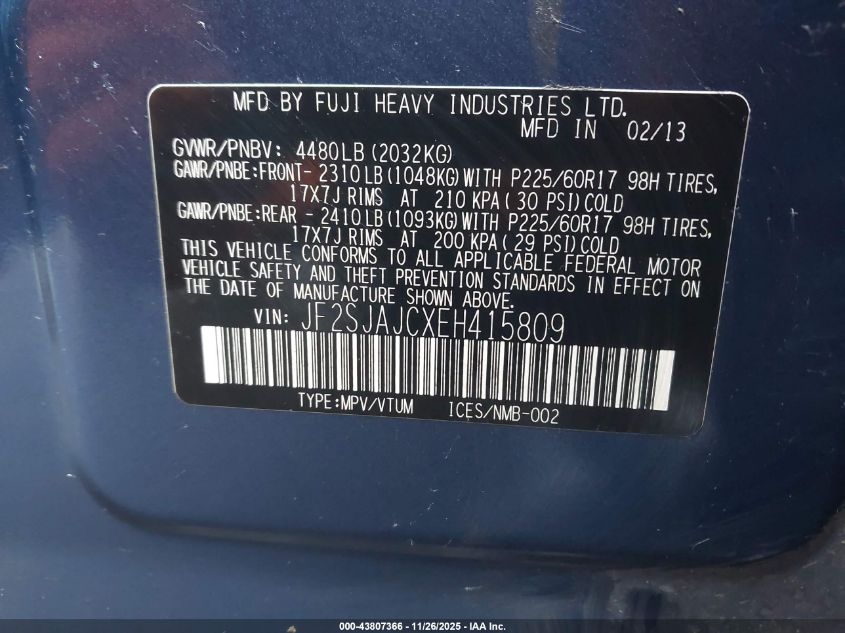 MFD BY FUJI HEAVY INDUSTRIES LTD.
MFD IN 02/13
GVWR/PNBV: 4480LB (2032KG)
GAWR/PNBE:FRONT- 2310LB (1048KG) WITH P225/60R17 98H TIRES,
17X7J RIMS AT 210 KPA ( 30 PSI) COLD
GAWR/PNBE:REAR - 2410LB (1093KG) WITH P225/60R17 98H TIRES,
17X7J RIMS AT 200 KPA ( 29 PSI) COLD
THIS VEHICLE CONFORMS TO ALL APPLICABLE FEDERAL MOTOR
VEHICLE SAFETY AND THEFT PREVENTION STANDARDS IN EFFECT ON
THE DATE OF MANUFACTURE SHOWN ABOVE.
VIN: JF2SJAJCXEH415809
TYPE:MPV/VTUM ICES/NMB-002
000-43807366 - 11/26/2025 - IAA Inc.